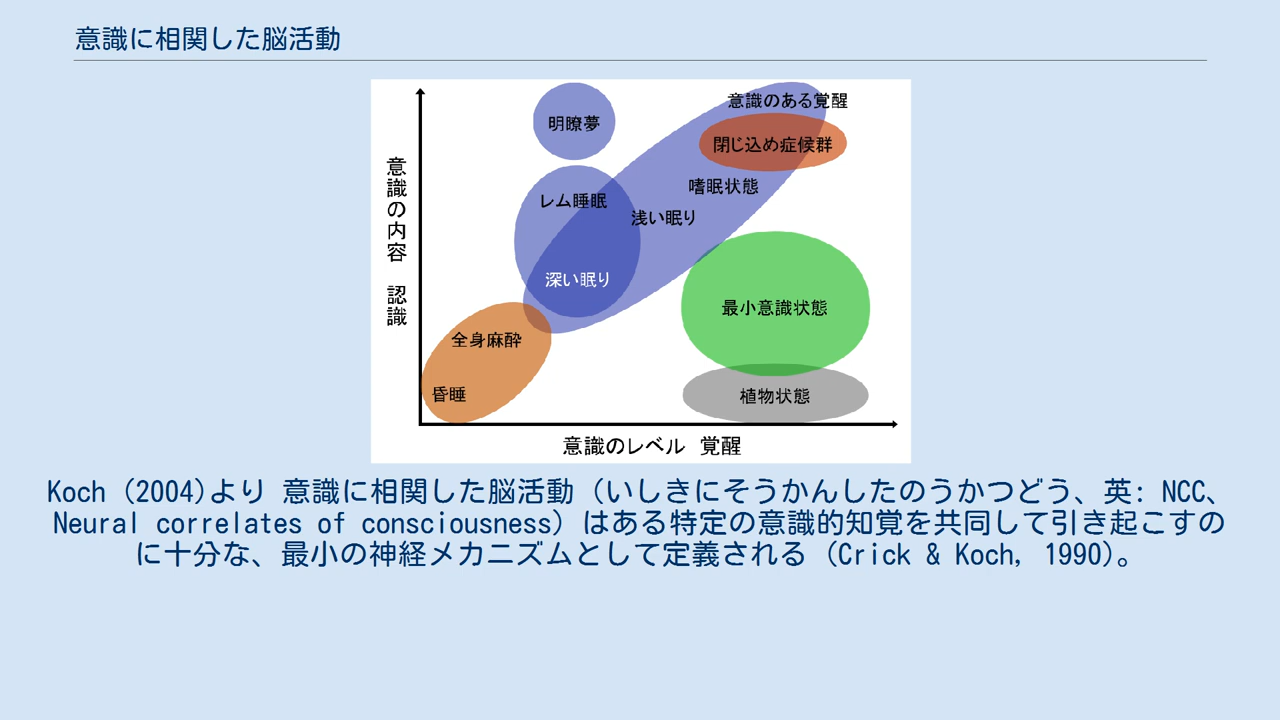 意識に相関した脳活動
意識のある覚醒
明瞭夢
閉じ込め症候群
嗜眠状態
レム睡眠
浅い眠り
深い眠り
意識の内容 認識
最小意識状態
全身麻酔
昏睡
植物状態
意識のレベル 覚醒
Koch (2004)より 意識に相関した脳活動 (いしきにそうかんしたのうかつどう、英: NCC、
Neural correlates of consciousness) はある特定の意識的知覚を共同して引き起こすの
に十分な、最小の神経メカニズムとして定義される (Crick & Koch, 1990)。